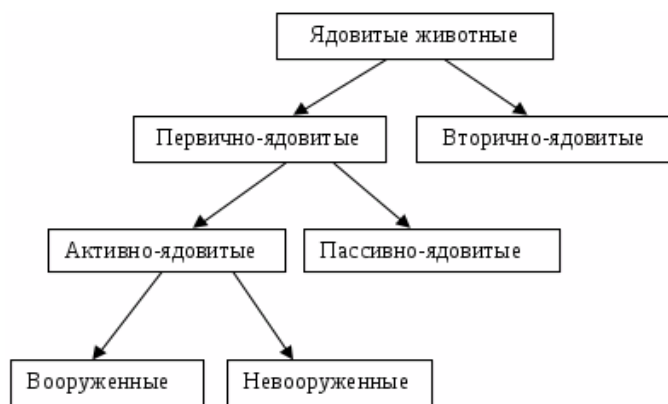 Ядовитые животные
Первично-ядовитые
Вторично-ядовитые
Активно-ядовитые
Пассивно-ядовитые
Вооруженные
Невооруженные